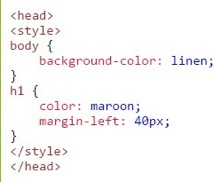 <head>
<style>
body {
    background-color: linen;
}
h1 {
    color: maroon;
    margin-left: 40px;
}
</style>
</head>